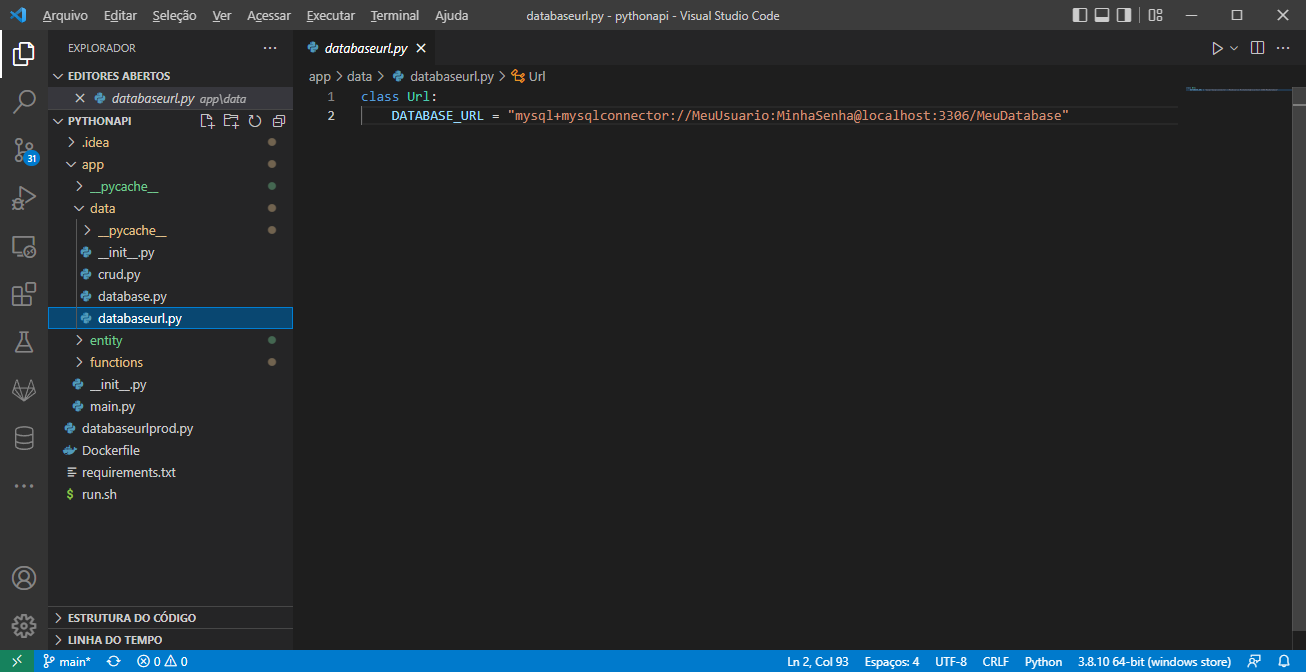 Arquivo Editar Seleção Ver Acessar Executar Terminal Ajuda databaseurl.py - pythonapi - Visual Studio Code
EXPLORADOR
EDITORES ABERTOS
databaseurl.py app\data
PYTHONAPI
.idea
app
__pycache__
data
__pycache__
__init__.py
crud.py
database.py
databaseurl.py
entity
functions
__init__.py
main.py
databaseurlprod.py
Dockerfile
requirements.txt
$ run.sh
ESTRUTURA DO CÓDIGO
LINHA DO TEMPO
31
databaseurl.py
app > data > databaseurl.py > Url
1 class Url:
2 DATABASE_URL = "mysql+mysqlconnector://MeuUsuario:MinhaSenha@localhost:3306/MeuDatabase"
main* 0 0 Ln 2, Col 93 Espaços: 4 UTF-8 CRLF Python 3.8.10 64-bit (windows store)